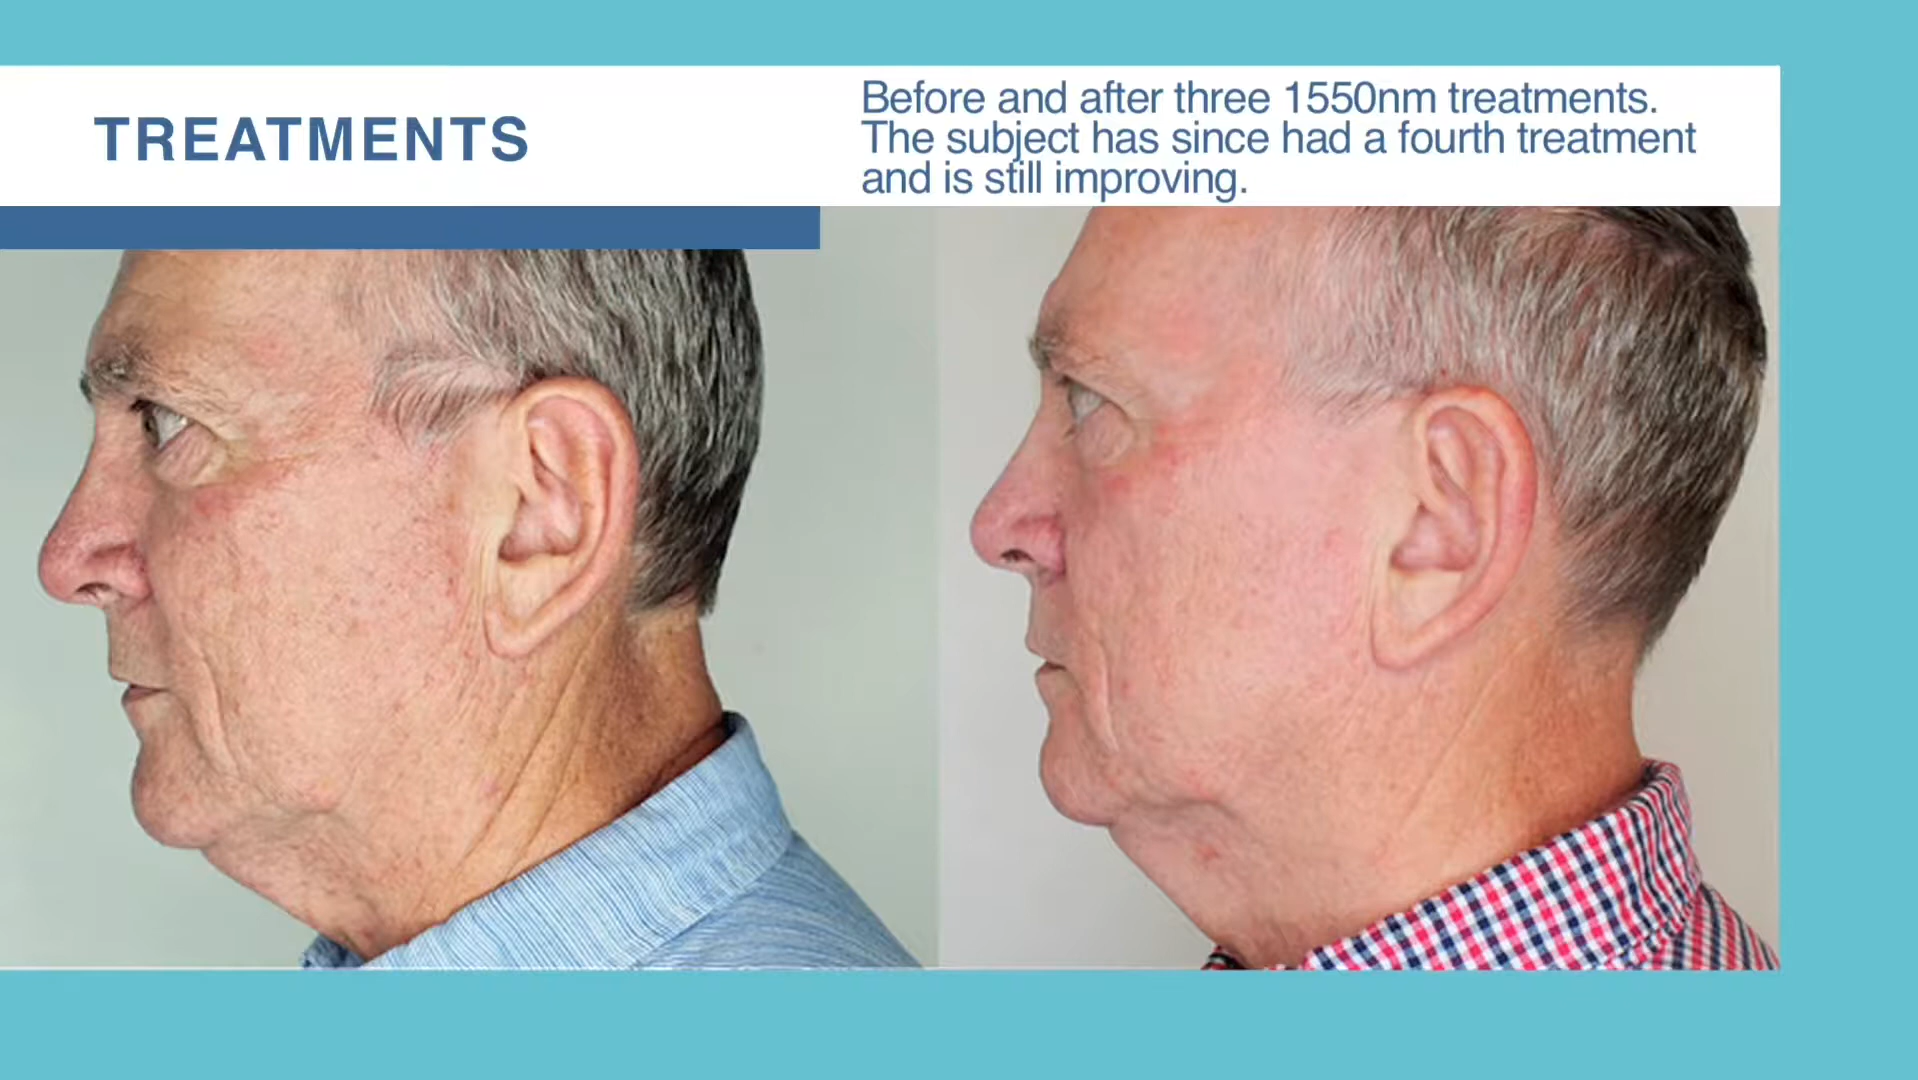 TREATMENTS
Before and after three 1550nm treatments.
The subject has since had a fourth treatment
and is still improving.